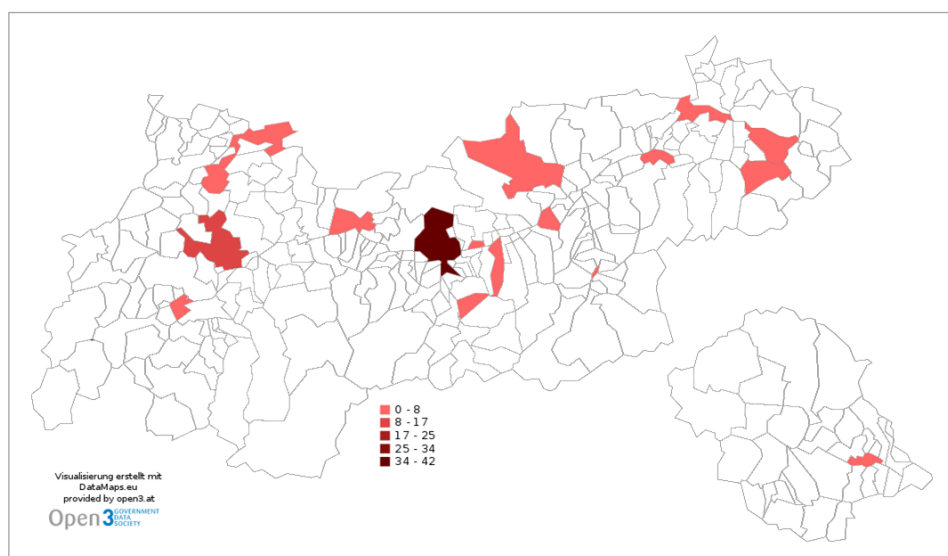 0 - 8
8 - 17
17 - 25
25 - 34
34 - 42
Visualisierung erstellt mit
DataMaps.eu
provided by open3.at
Open3 GOVERNMENT
DATA
SOCIETY